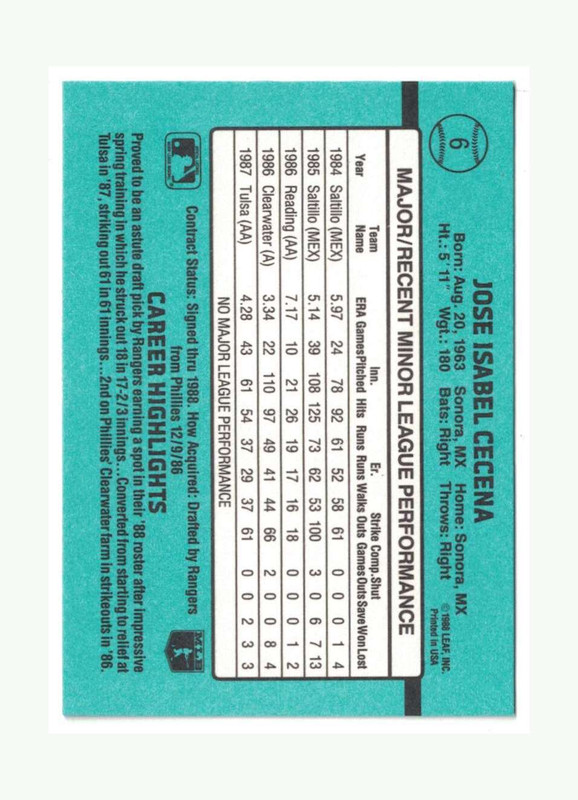 6
JOSE ISABEL CECENA
Born: Aug. 20, 1963 Sonora, MX Home: Sonora, MX
Ht.: 5'11" Wgt.: 180 Bats: Right Throws: Right
© 1988 LEAF, INC.
Printed in USA
MAJOR/RECENT MINOR LEAGUE PERFORMANCE
Team Inn. Er. Strike Comp. Shut
Year Name ERA Games Pitched Hits Runs Runs Walks Outs Games Outs Save Won Lost
1984 Saltillo (MEX) 5.97 24 78 92 61 52 58 61 0 0 0 1 4
1985 Saltillo (MEX) 5.14 39 108 125 73 62 53 100 3 0 6 7 13
1986 Reading (AA) 7.17 10 21 26 19 17 16 18 0 0 0 1 2
1986 Clearwater (A) 3.34 22 110 97 49 41 44 66 2 0 0 8 4
1987 Tulsa (AA) 4.28 43 61 54 37 29 37 61 0 0 2 3 3
NO MAJOR LEAGUE PERFORMANCE
Contract Status: Signed thru 1988. How Acquired: Drafted by Rangers
from Phillies 12/9/86
CAREER HIGHLIGHTS
Proved to be an astute draft pick by Rangers earning a spot in their '88 roster after impressive
spring training in which he struck out 18 in 17-2/3 innings...Converted from starting to relief at
Tulsa in '87, striking out 61 in 61 innings...2nd on Phillies' Clearwater farm in strikeouts in '86.